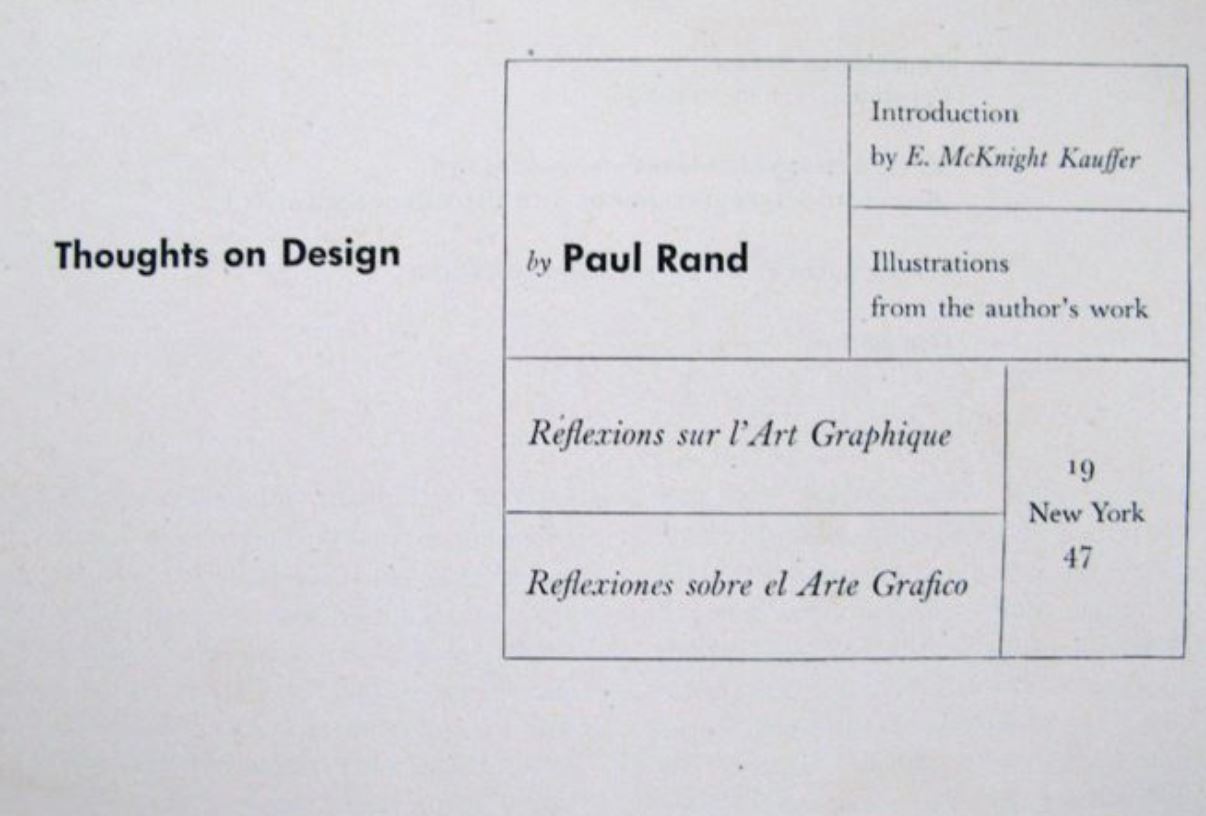 Thoughts on Design
by Paul Rand
Introduction
by E. McKnight Kauffer
Illustrations
from the author's work
Réflexions sur l'Art Graphique
Reflexiones sobre el Arte Grafico
19
New York
47